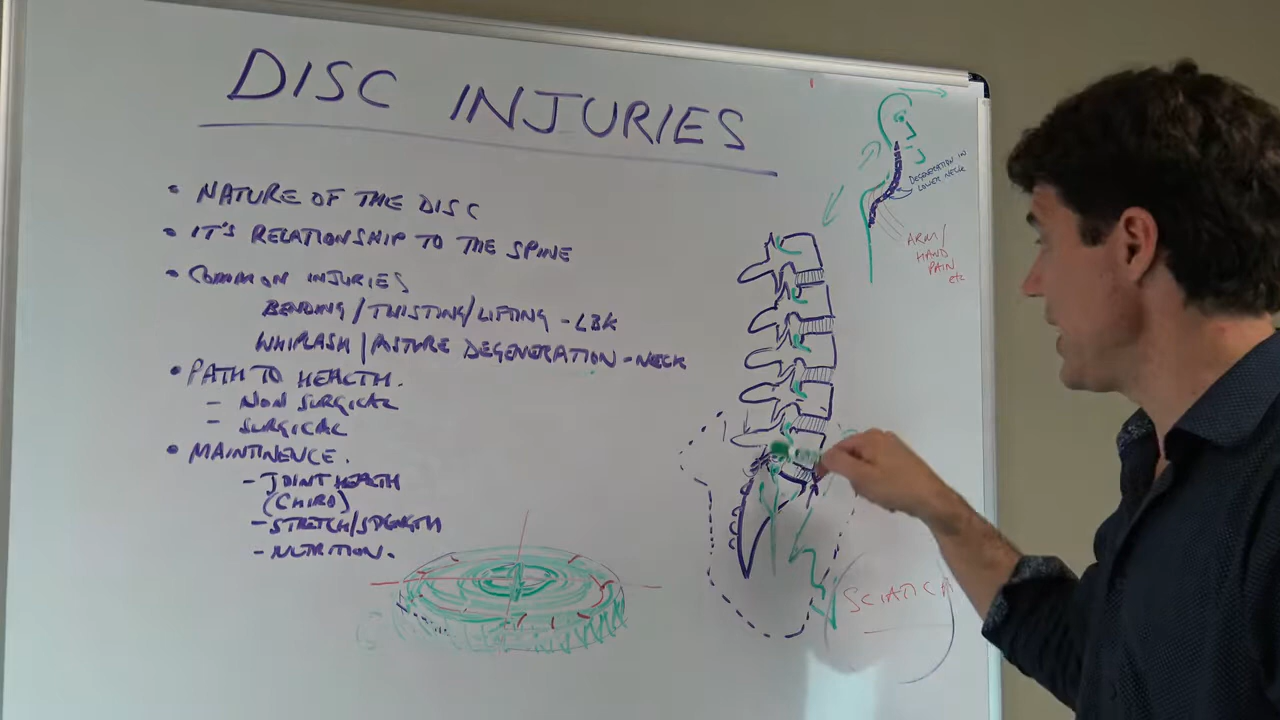 DISC INJURIES
• NATURE OF THE DISC
• IT'S RELATIONSHIP TO THE SPINE
• COMMON INJURIES
BENDING/TWISTING/LIFTING - LBK
WHIPLASH/POSTURE DEGENERATION - NECK
• PATH TO HEALTH.
- NON SURGICAL
- SURGICAL
• MAINTINENCE.
- JOINT HEALTH
(CHIRO)
- STRETCH/STRENGTH
- NUTRITION.
DEGENERATION IN
LOWER NECK
ARM/
HAND
PAIN
etc
SCIATICA